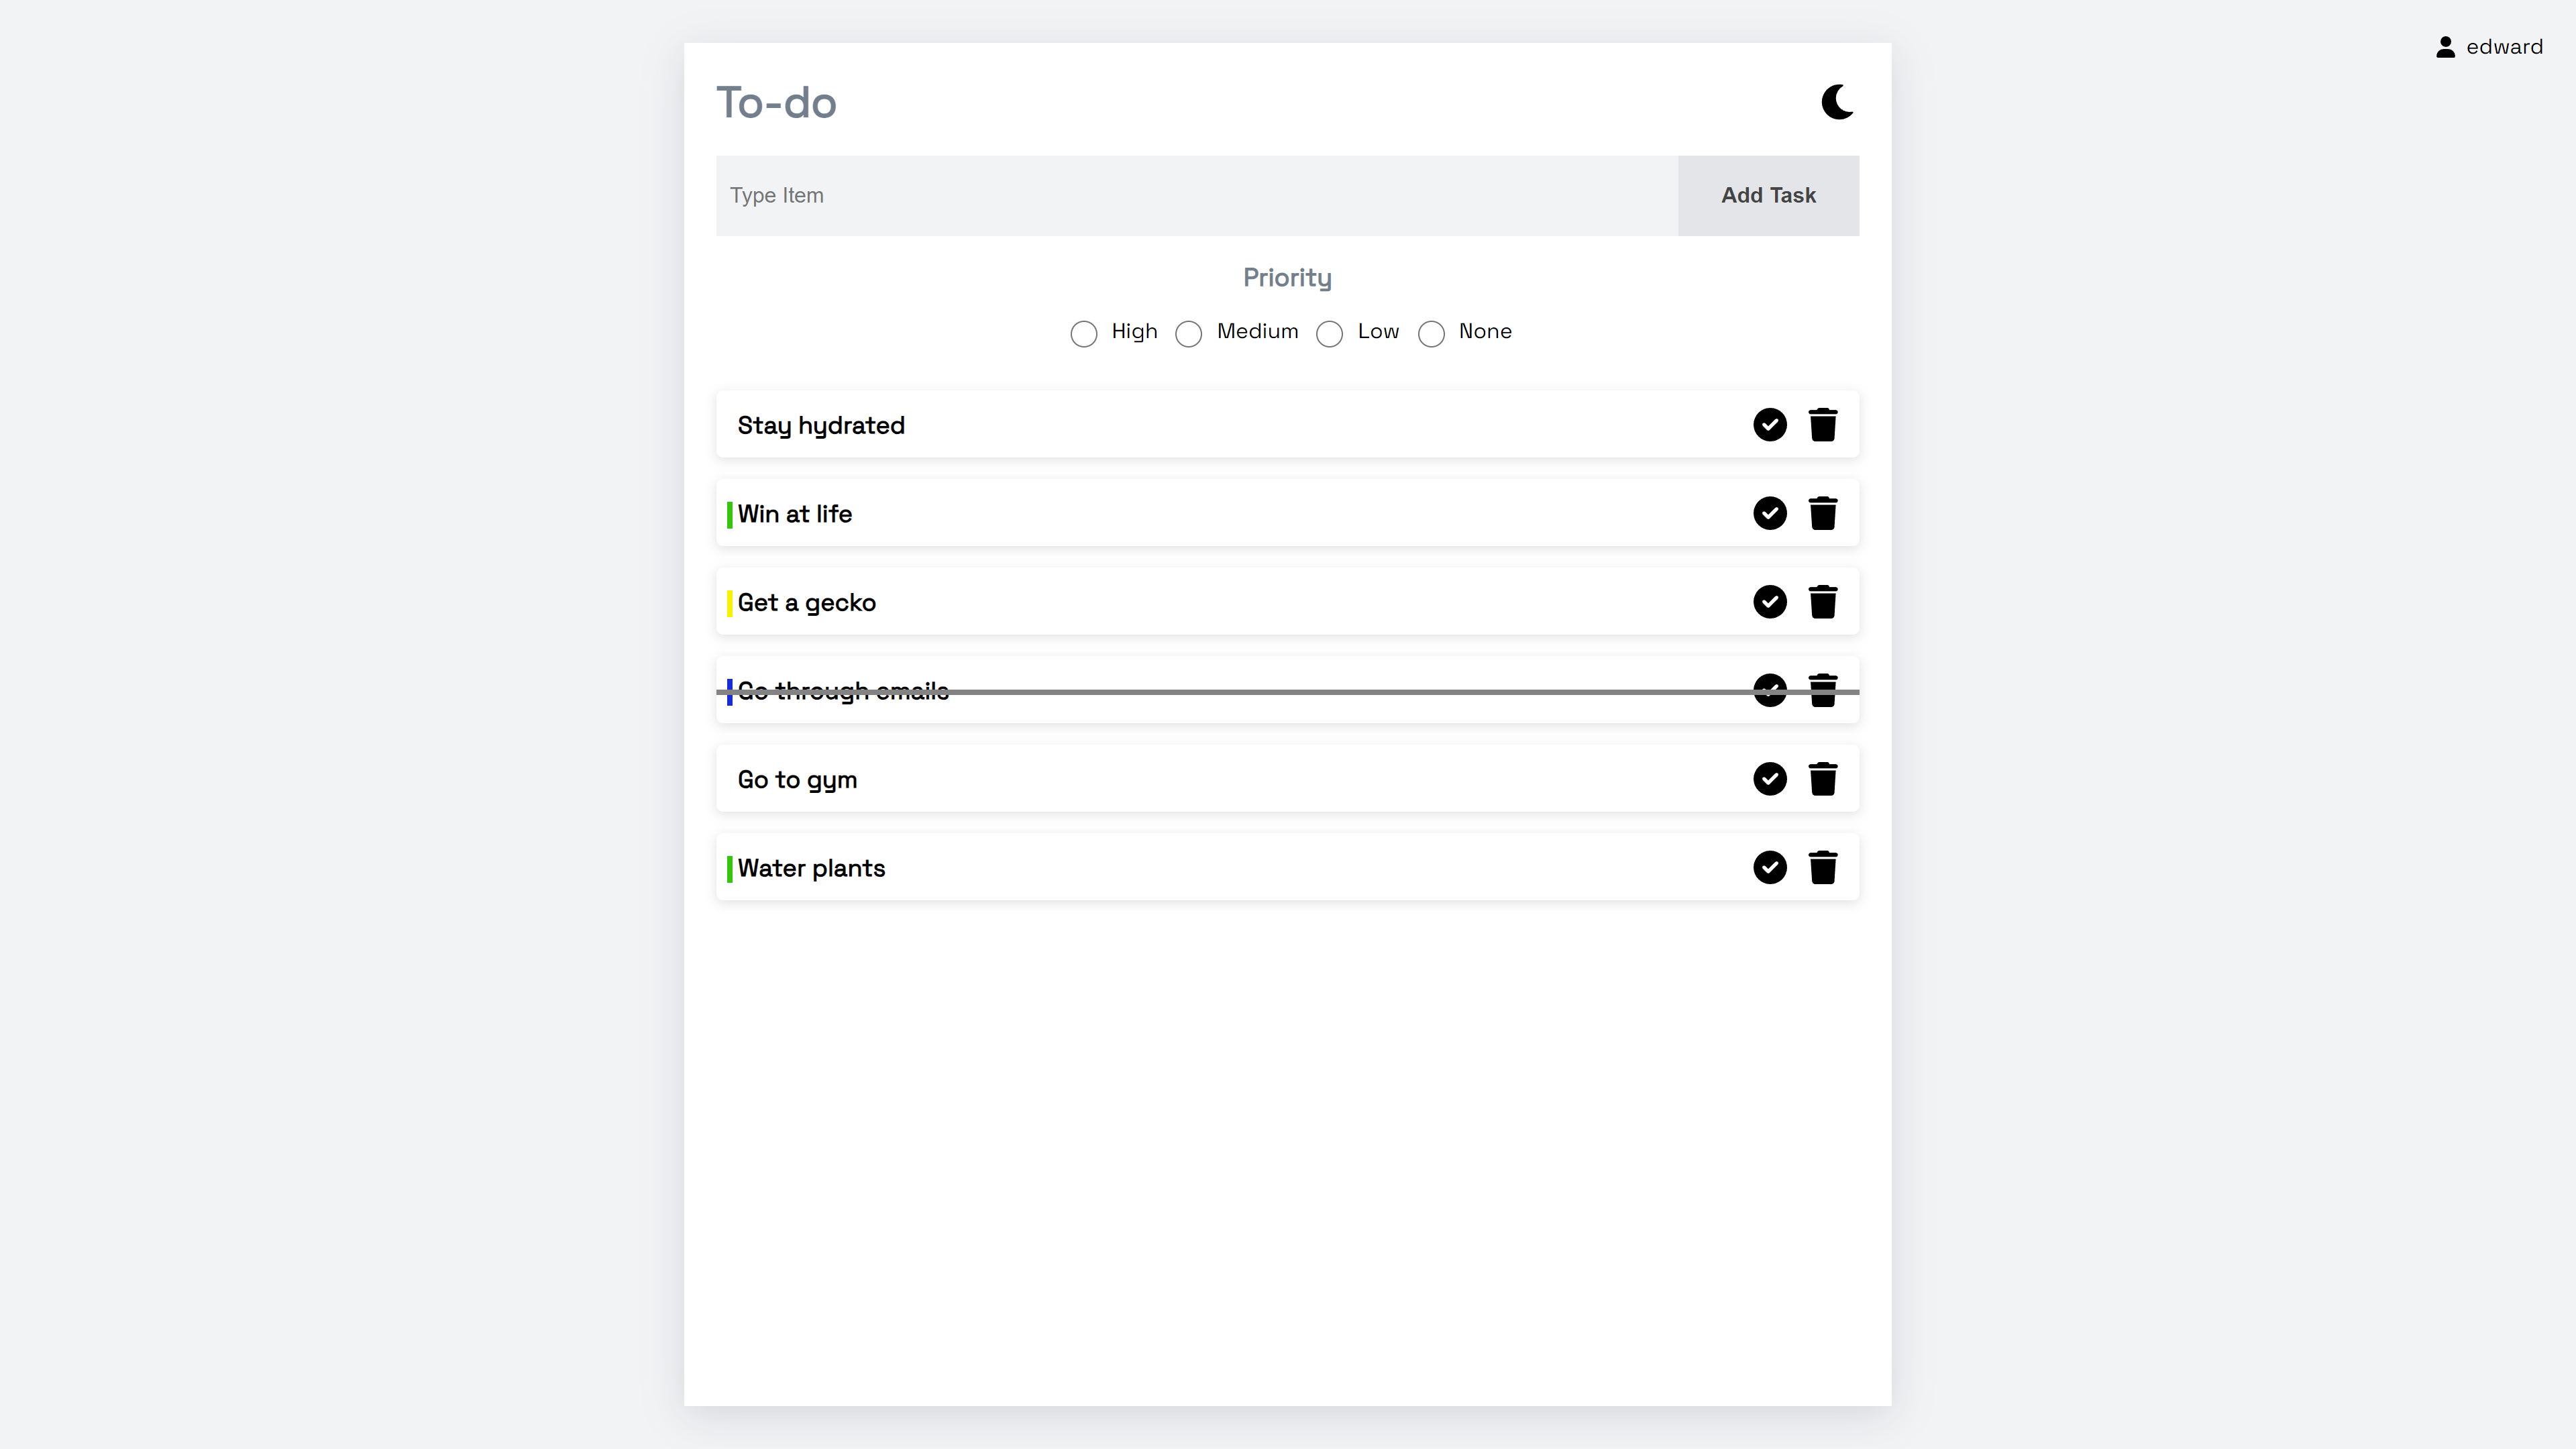 edward
To-do
Type Item
Add Task
Priority
High Medium Low None
Stay hydrated
Win at life
Get a gecko
Go through emails
Go to gym
Water plants